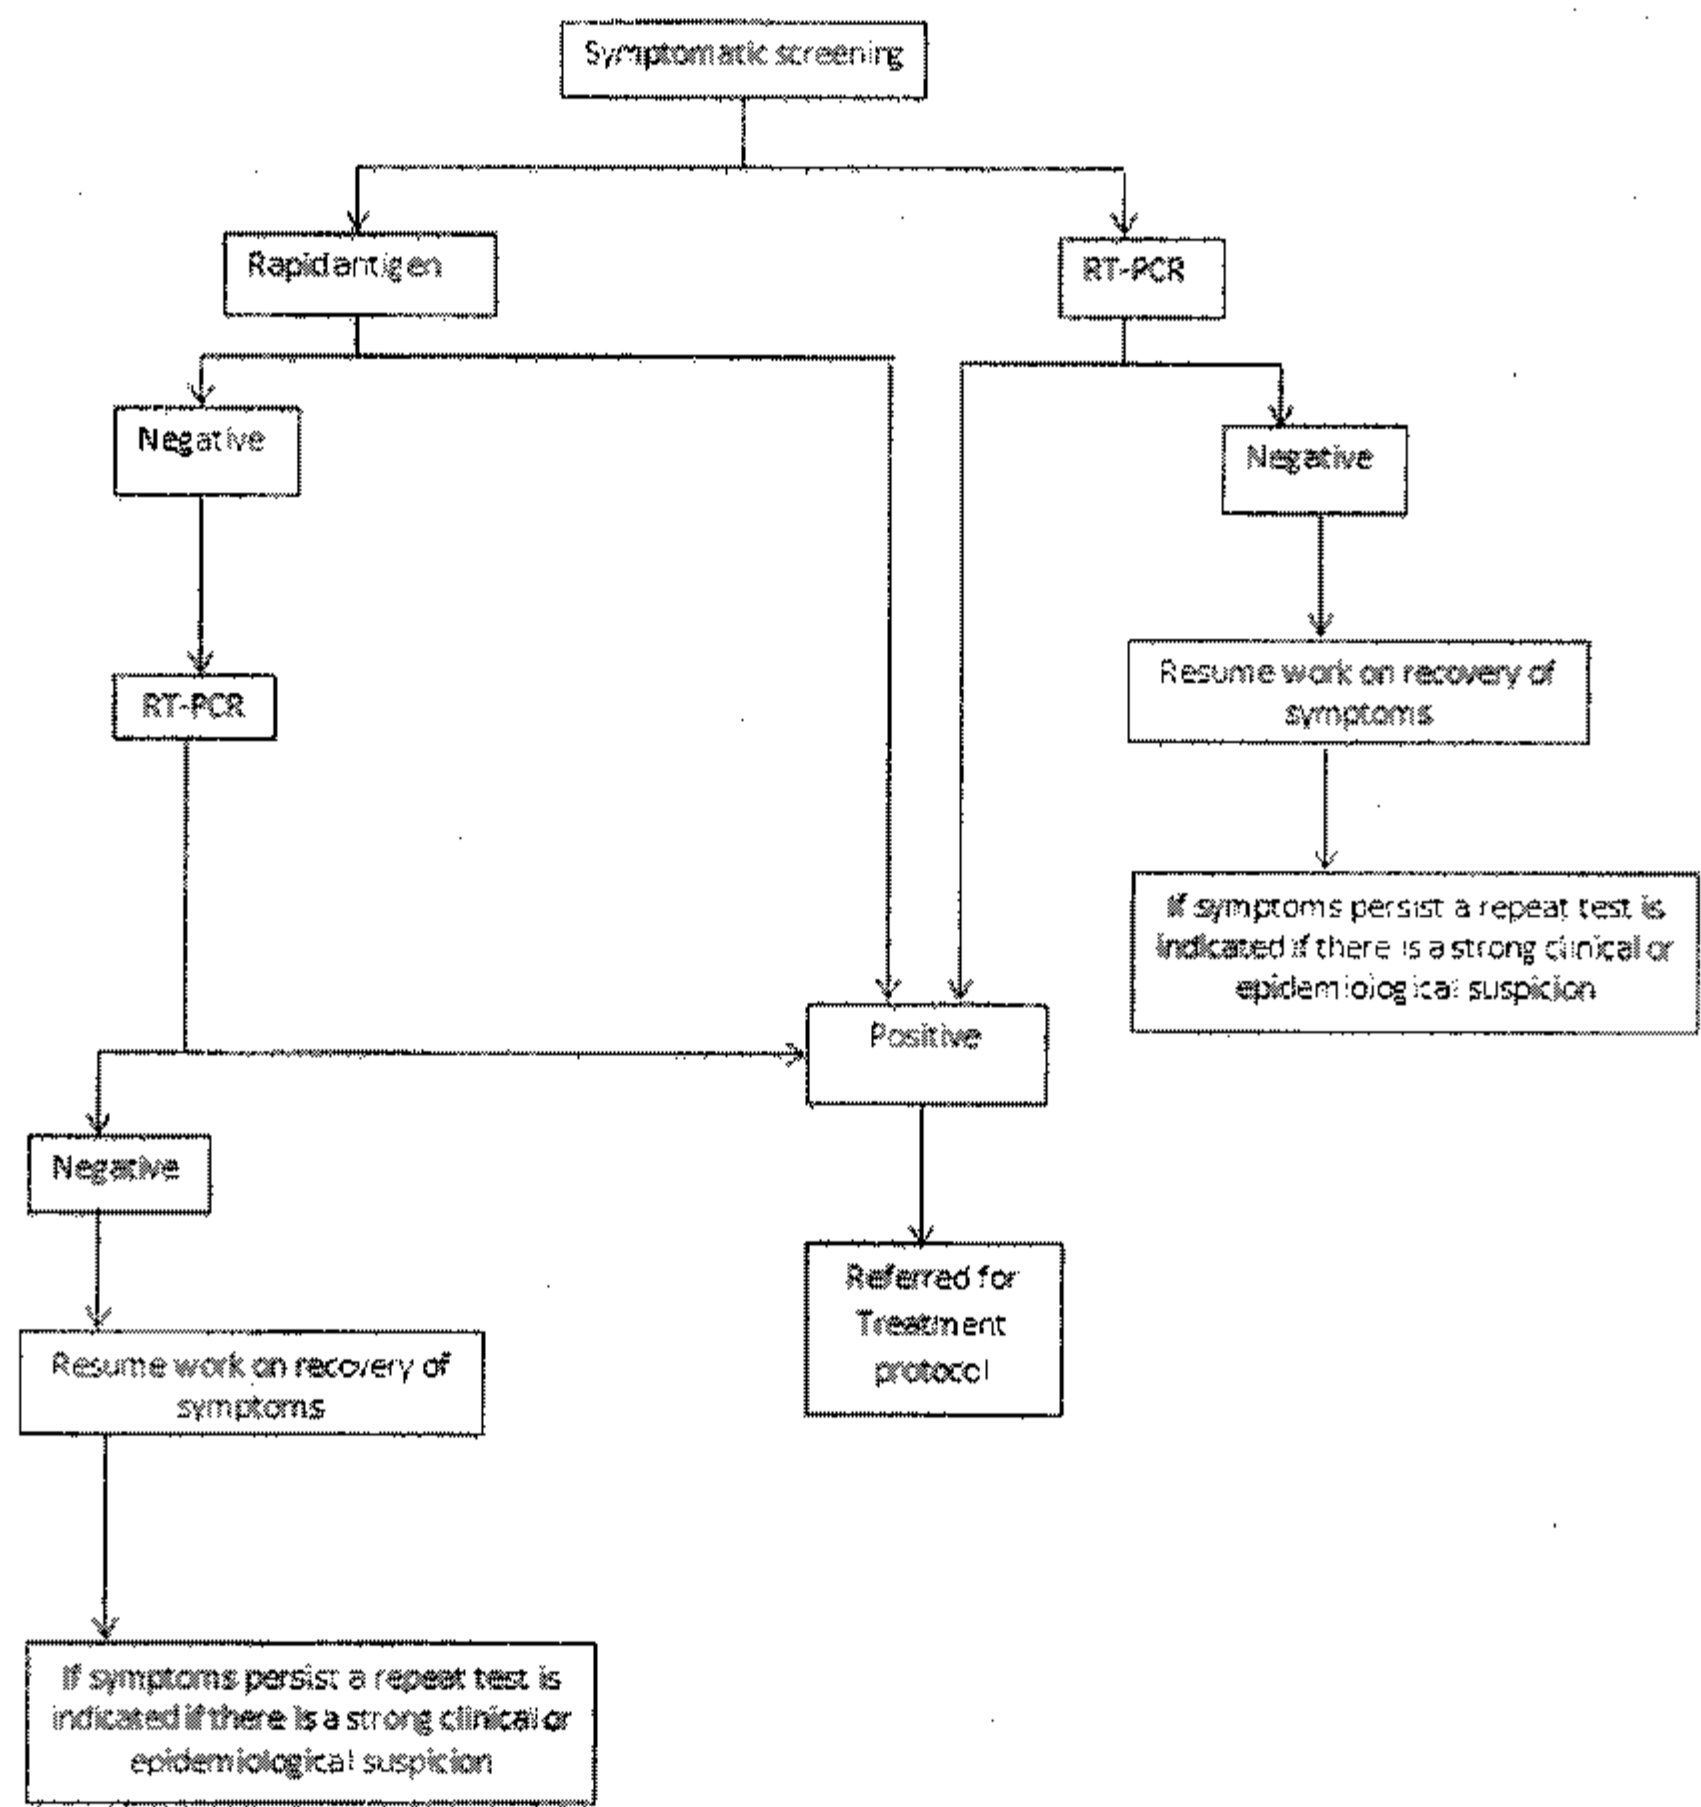 Symptomatic screening
Rapid antigen
RT-PCR
Negative
Negative
Resume work on recovery of
symptoms
RT-PCR
If symptoms persist a repeat test is
indicated if there is a strong clinical or
epidemiological suspicion
Positive
Negative
Referred for
Treatment
protocol
Resume work on recovery of
symptoms
If symptoms persist a repeat test is
indicated if there is a strong clinical or
epidemiological suspicion